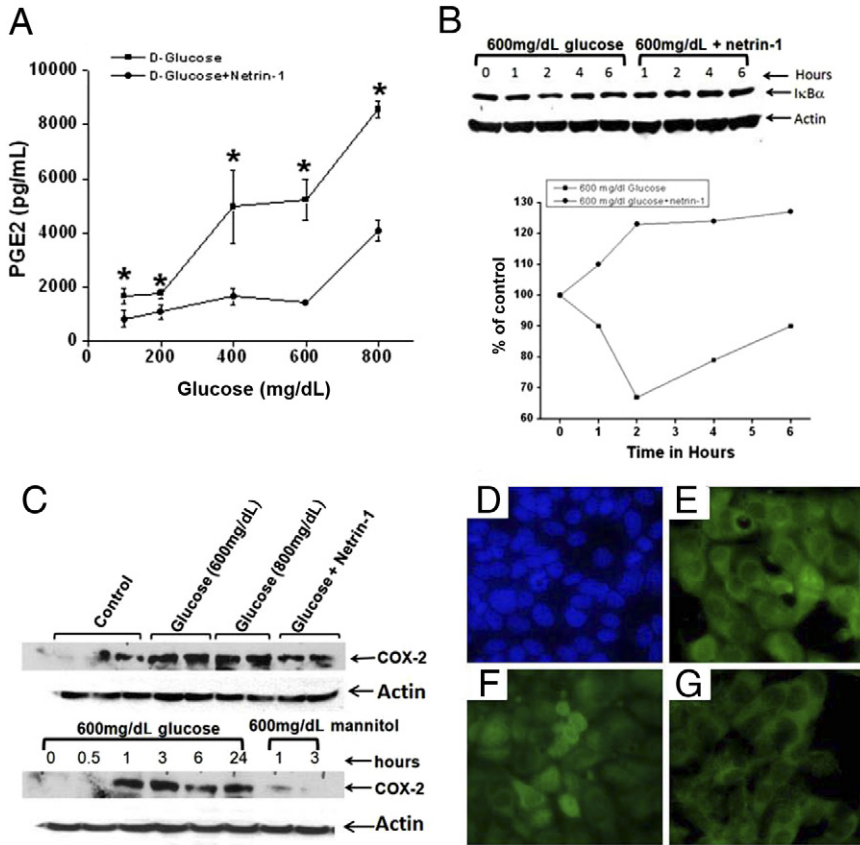 A
D-Glucose
D-Glucose+Netrin-1
10000
8000
6000
4000
2000
0
PGE2 (pg/mL)
* * * * *
0 200 400 600 800
Glucose (mg/dL)
B
600mg/dL glucose 600mg/dL + netrin-1
0 1 2 4 6 1 2 4 6 Hours
IκBα
Actin
600 mg/dl Glucose
600 mg/dl glucose+netrin-1
130
120
110
100
90
80
70
60
% of control
0 1 2 3 4 5 6
Time in Hours
C
Control
Glucose (600mg/dL)
Glucose (800mg/dL)
Glucose + Netrin-1
COX-2
Actin
600mg/dL glucose 600mg/dL mannitol
0 0.5 1 3 6 24 1 3 hours
COX-2
Actin
D
E
F
G